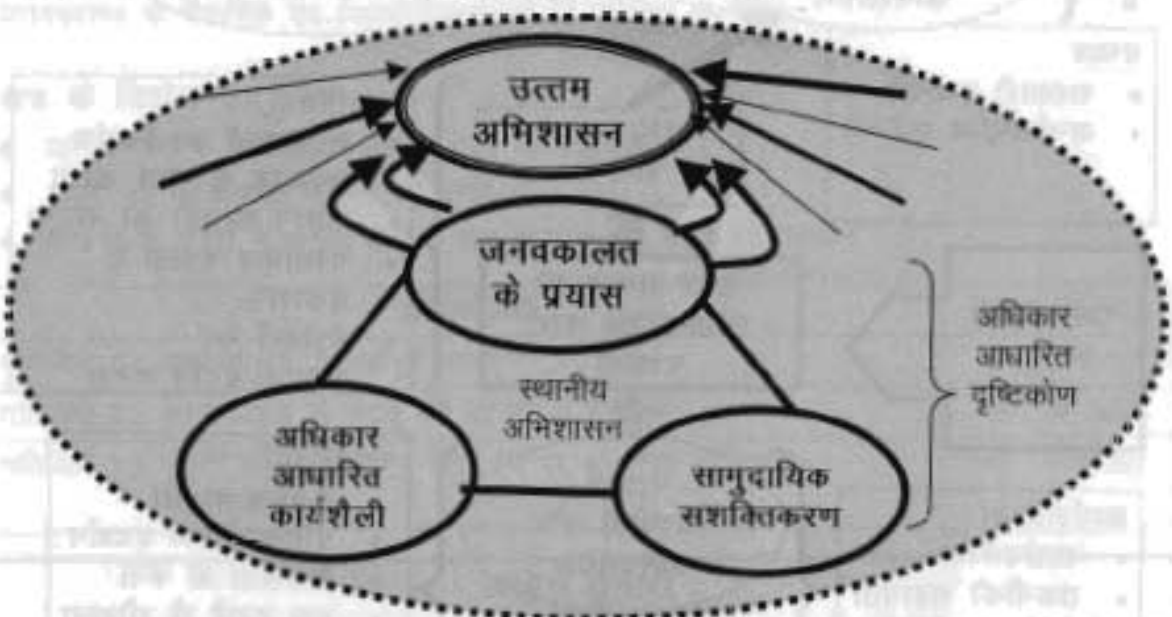 उत्तम
अभिशासन
जनवकालत
के प्रयास
स्थानीय
अभिशासन
अधिकार
आधारित
दृष्टिकोण
अधिकार
आधारित
कार्यशैली
सामुदायिक
सशक्तिकरण